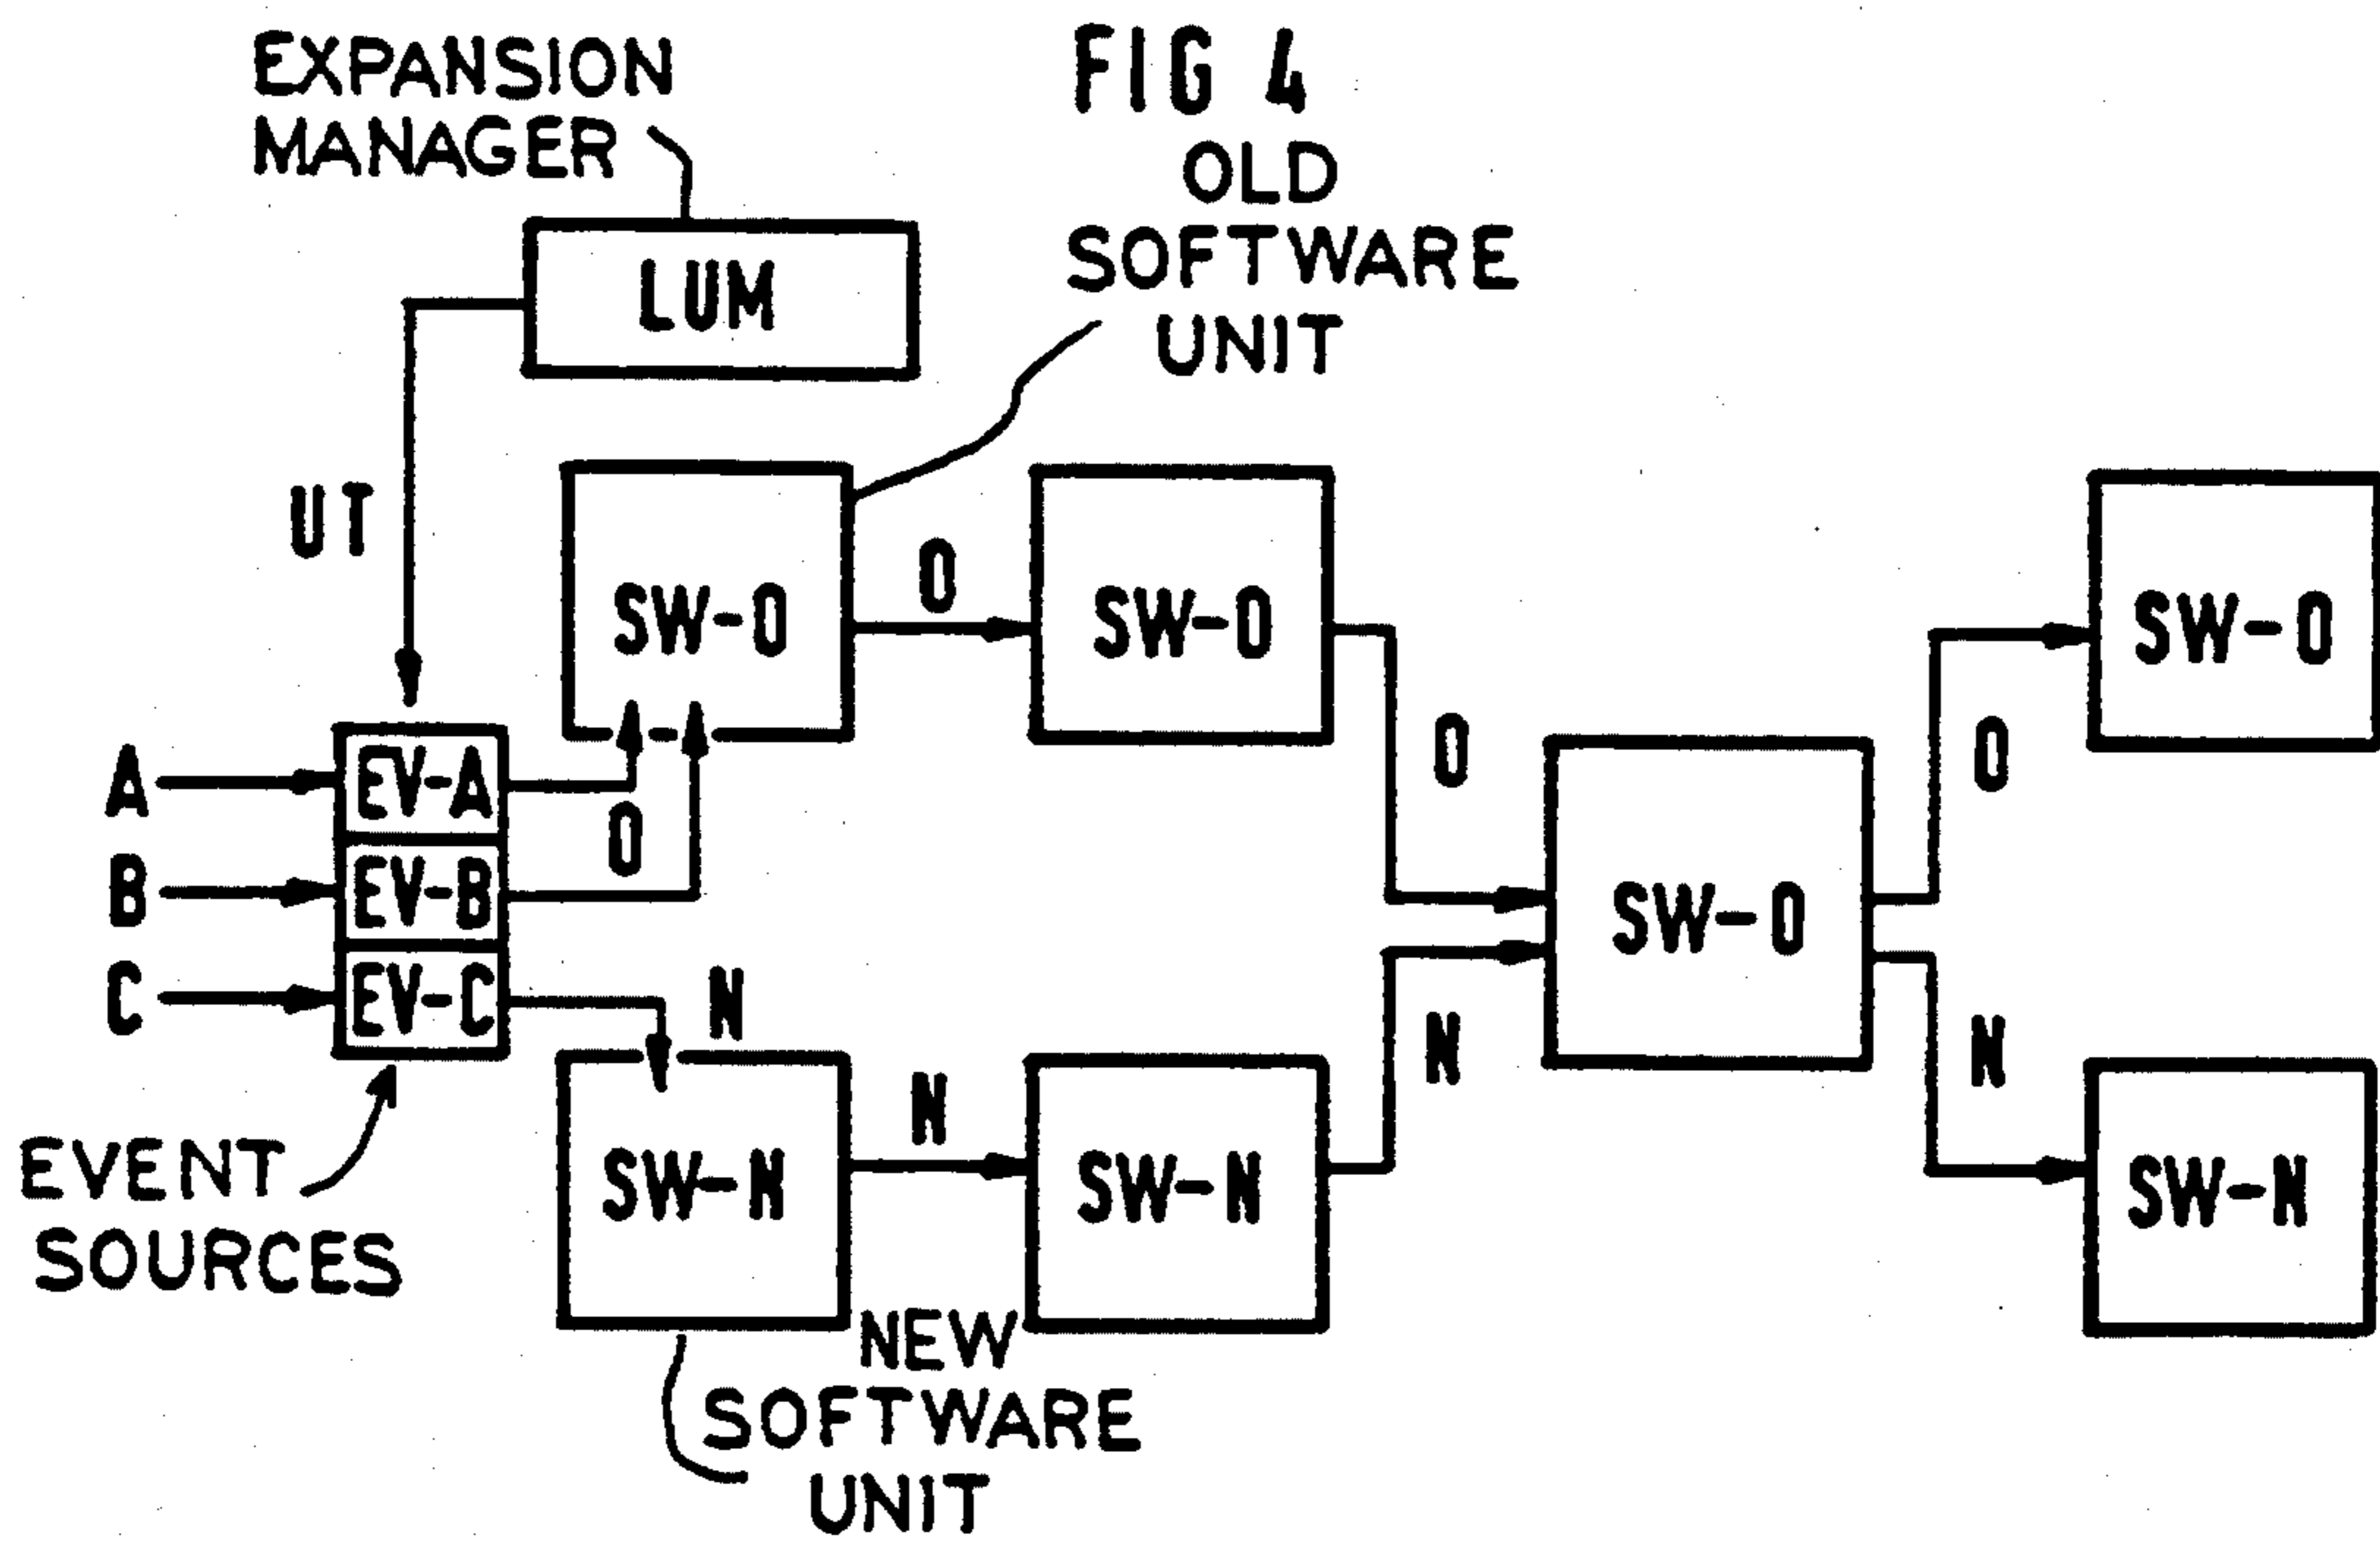 FIG 4
EXPANSION
MANAGER
LUM
OLD
SOFTWARE
UNIT
UT
SW-O
O
SW-O
O
SW-O
O
SW-O
A
EV-A
O
B
EV-B
C
EV-C
N
SW-N
N
SW-N
N
N
SW-N
EVENT
SOURCES
NEW
SOFTWARE
UNIT